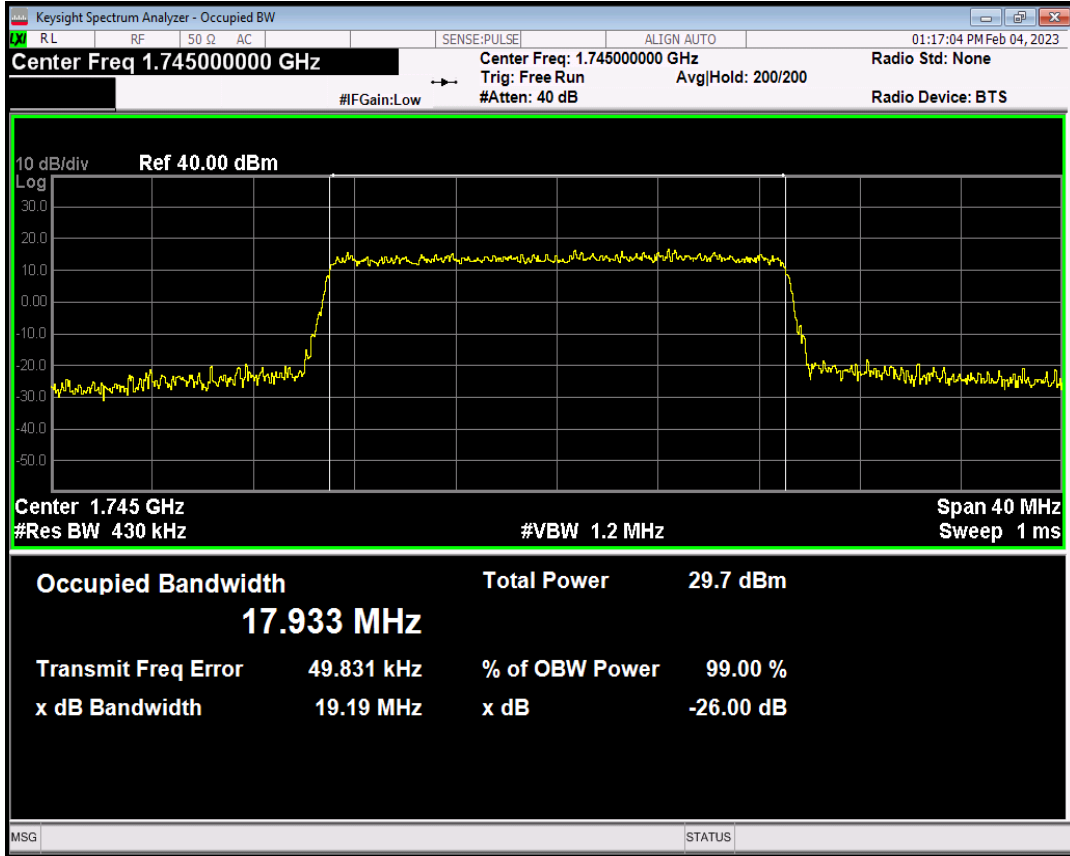 Keysight Spectrum Analyzer - Occupied BW
LXI RL RF 50 Ω AC SENSE:PULSE ALIGN AUTO 01:17:04 PM Feb 04, 2023
Center Freq 1.745000000 GHz
Center Freq: 1.745000000 GHz Radio Std: None
Trig: Free Run Avg|Hold: 200/200
#IFGain:Low #Atten: 40 dB Radio Device: BTS
10 dB/div Ref 40.00 dBm
Log
30.0
20.0
10.0
0.00
-10.0
-20.0
-30.0
-40.0
-50.0
Center 1.745 GHz Span 40 MHz
#Res BW 430 kHz #VBW 1.2 MHz Sweep 1 ms
Occupied Bandwidth Total Power 29.7 dBm
17.933 MHz
Transmit Freq Error 49.831 kHz % of OBW Power 99.00 %
x dB Bandwidth 19.19 MHz x dB -26.00 dB
MSG STATUS